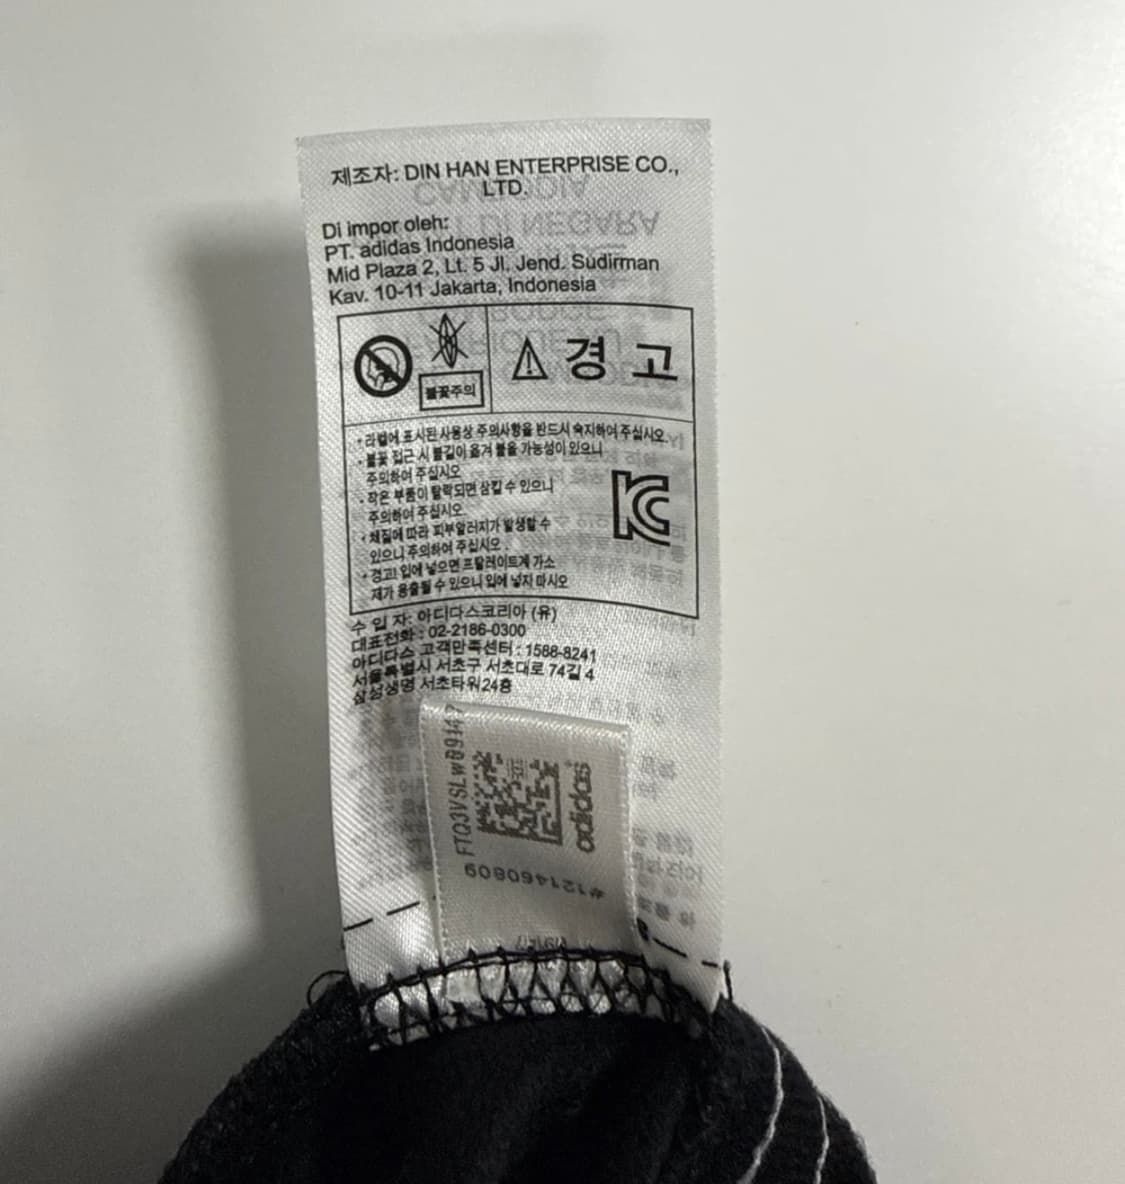 제조자: DIN HAN ENTERPRISE CO.,
LTD.
Di impor oleh:
PT. adidas Indonesia
Mid Plaza 2, Lt. 5 Jl. Jend. Sudirman
Kav. 10-11 Jakarta, Indonesia
불꽃주의
경 고
• 라벨에 표시된 사용상 주의사항을 반드시 숙지하여 주십시오.
• 불꽃 접근 시 불길이 옮겨 붙을 가능성이 있으니
주의하여 주십시오
• 작은 부품이 탈락되면 삼킬 수 있으니
주의하여 주십시오.
• 체질에 따라 피부알러지가 발생할 수
있으니 주의하여 주십시오.
• 경고! 입에 넣으면 프탈레이트계 가소
제가 용출될 수 있으니 입에 넣지 마시오
수 입 자: 아디다스코리아 (유)
대표전화 : 02-2186-0300
아디다스 고객만족센터 : 1588-8241
서울특별시 서초구 서초대로 74길 4
삼성생명 서초타워 24층
adidas
#121460809